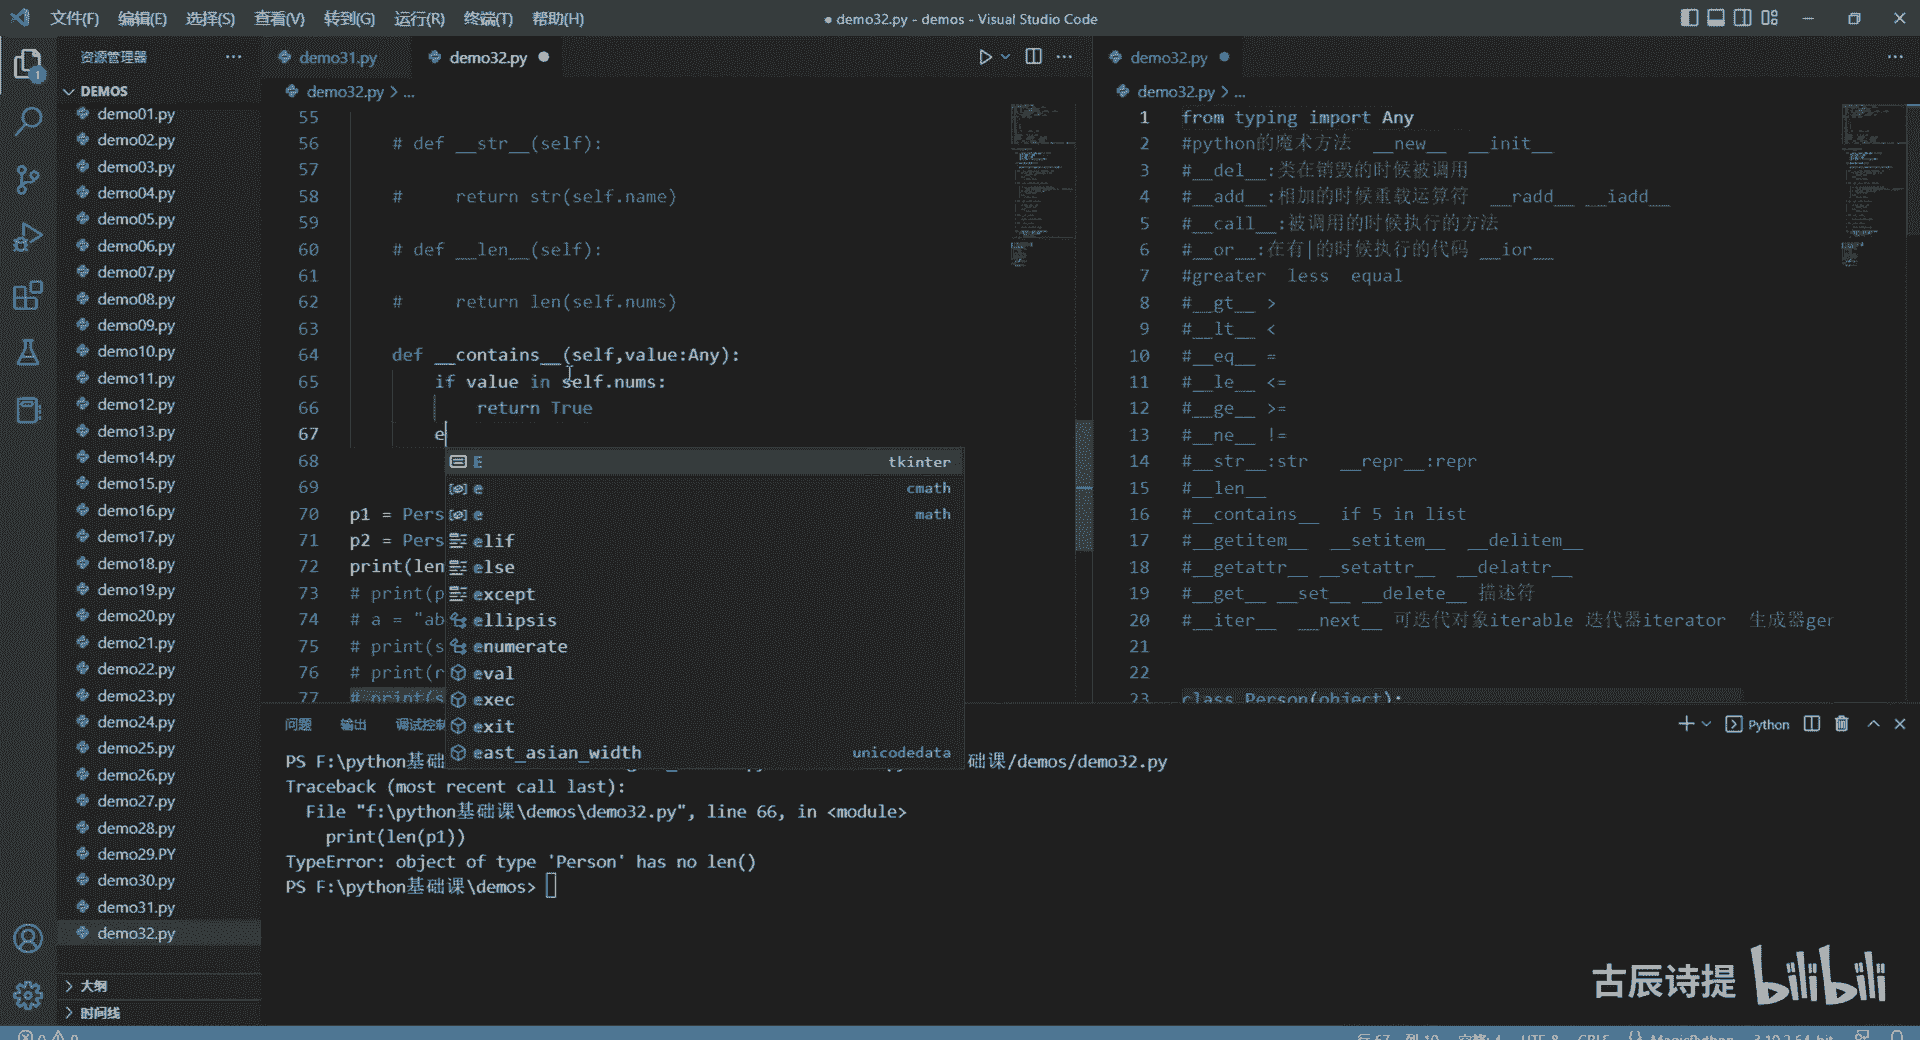 文件(F) 编辑(E) 选择(S) 查看(V) 转到(G) 运行(R) 终端(T) 帮助(H)
● demo32.py - demos - Visual Studio Code
资源管理器
DEMOS
demo01.py
demo02.py
demo03.py
demo04.py
demo05.py
demo06.py
demo07.py
demo08.py
demo09.py
demo10.py
demo11.py
demo12.py
demo13.py
demo14.py
demo15.py
demo16.py
demo17.py
demo18.py
demo19.py
demo20.py
demo21.py
demo22.py
demo23.py
demo24.py
demo25.py
demo26.py
demo27.py
demo28.py
demo29.PY
demo30.py
demo31.py
demo32.py
大纲
时间线
demo31.py demo32.py
demo32.py > ...
55
56 # def __str__(self):
57
58 # return str(self.name)
59
60 # def __len__(self):
61
62 # return len(self.nums)
63
64 def __contains__(self,value:Any):
65 if value in self.nums:
66 return True
67 e
68
69
70 p1 = Pers
71 p2 = Pers
72 print(len
73 # print(p
74 # a = "ab
75 # print(s
76 # print(r
77 # print(s
E tkinter
e cmath
e math
elif
else
except
ellipsis
enumerate
eval
exec
exit
east_asian_width unicodedata
demo32.py
demo32.py > ...
1 from typing import Any
2 #python的魔术方法 __new__ __init__
3 #__del__:类在销毁的时候被调用
4 #__add__:相加的时候重载运算符 __radd__ __iadd__
5 #__call__:被调用的时候执行的方法
6 #__or__:在有|的时候执行的代码 __ior__
7 #greater less equal
8 #__gt__ >
9 #__lt__ <
10 #__eq__ =
11 #__le__ <=
12 #__ge__ >=
13 #__ne__ !=
14 #__str__:str __repr__:repr
15 #__len__
16 #__contains__ if 5 in list
17 #__getitem__ __setitem__ __delitem__
18 #__getattr__ __setattr__ __delattr__
19 #__get__ __set__ __delete__ 描述符
20 #__iter__ __next__ 可迭代对象iterable 迭代器iterator 生成器gen
21
22
23 class Person(object):
问题 输出 调试控制
Python
PS F:\python基础 础课/demos/demo32.py
Traceback (most recent call last):
File "f:\python基础课\demos\demo32.py", line 66, in <module>
print(len(p1))
TypeError: object of type 'Person' has no len()
PS F:\python基础课\demos>
古辰诗提 bilibili